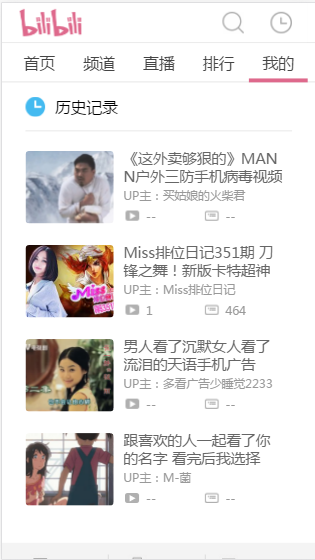 bilibili
首页 频道 直播 排行 我的
历史记录
《这外卖够狠的》MAN
N户外三防手机病毒视频
UP主：买姑娘的火柴君
-- --
Miss排位日记351期 刀
锋之舞！新版卡特超神
UP主：Miss排位日记
1 464
Miss
男人看了沉默女人看了
流泪的天语手机广告
UP主：多看广告少睡觉2233
-- --
跟喜欢的人一起看了你
的名字 看完后我选择
UP主：M-菌
-- --